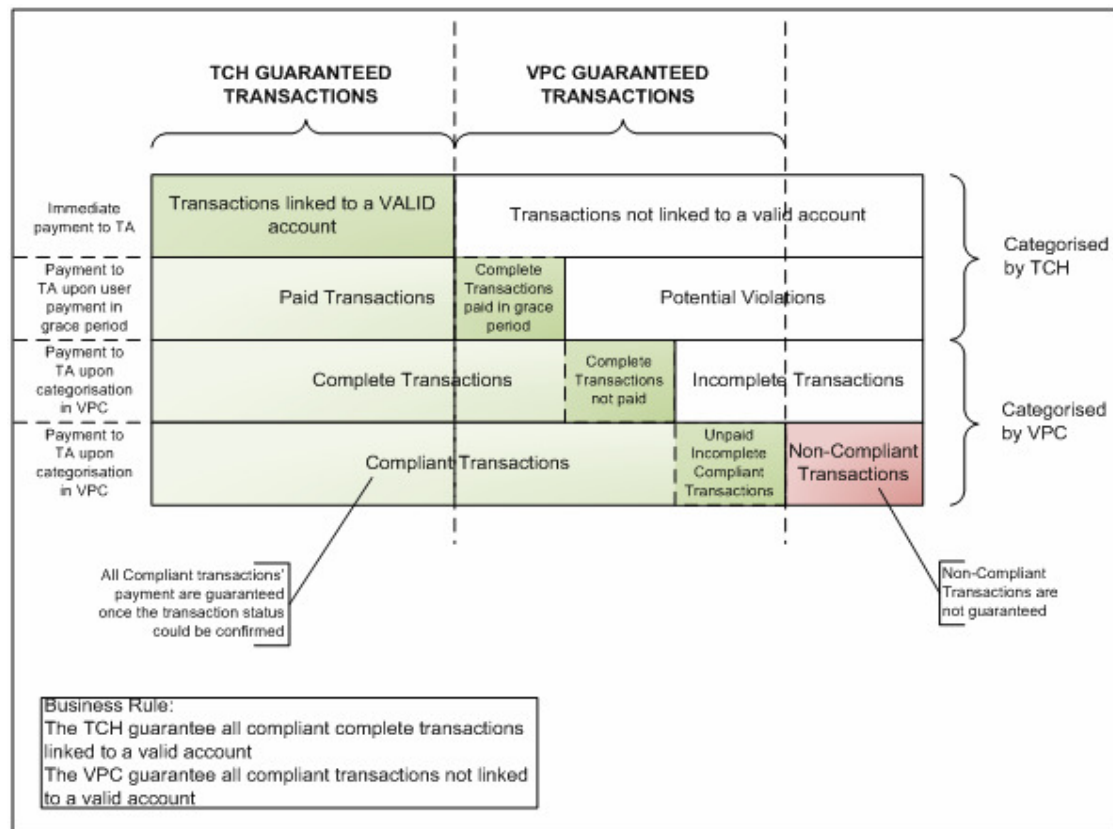 TCH GUARANTEED
TRANSACTIONS
VPC GUARANTEED
TRANSACTIONS
Immediate
payment to TA
Transactions linked to a VALID
account
Transactions not linked to a valid account
Categorised
by TCH
Payment to
TA upon user
payment in
grace period
Paid Transactions
Complete
Transactions
paid in grace
period
Potential Violations
Payment to
TA upon
categorisation
in VPC
Complete Transactions
Complete
Transactions
not paid
Incomplete Transactions
Categorised
by VPC
Payment to
TA upon
categorisation
in VPC
Compliant Transactions
Unpaid
Incomplete
Compliant
Transactions
Non-Compliant
Transactions
All Compliant transactions'
payment are guaranteed
once the transaction status
could be confirmed
Non-Compliant
Transactions are
not guaranteed
Business Rule:
The TCH guarantee all compliant complete transactions
linked to a valid account
The VPC guarantee all compliant transactions not linked
to a valid account